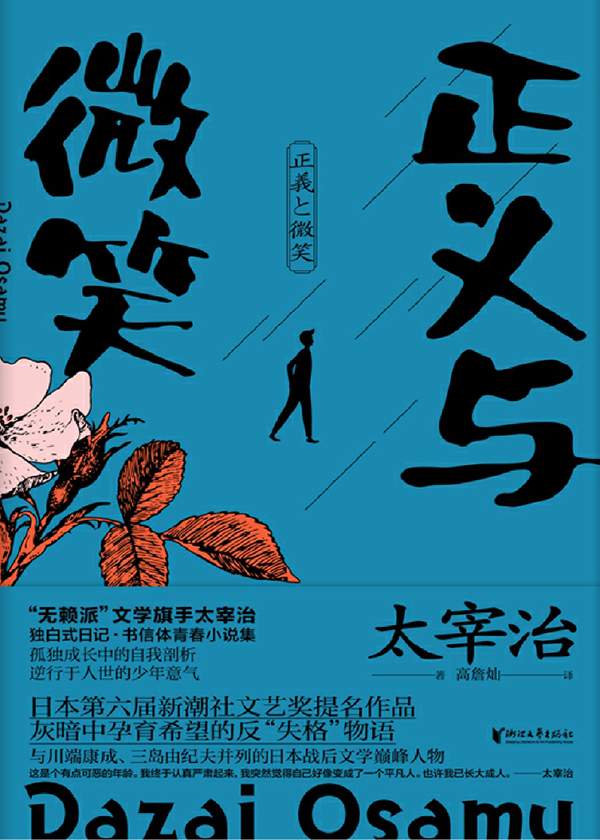 正义与
微笑
正義と微笑
Dazai Osamu
“无赖派”文学旗手太宰治
独白式日记·书信体青春小说集
孤独成长中的自我剖析
逆行于人世的少年意气
太宰治
著 高詹灿 译
日本第六届新潮社文艺奖提名作品
灰暗中孕育希望的反“失格”物语
与川端康成、三岛由纪夫并列的日本战后文学巅峰人物
这是个有点可恶的年龄。我终于认真严肃起来,我突然觉得自己好像变成了一个平凡人。也许我已长大成人。——太宰治
浙江文艺出版社
Dazai Osamu